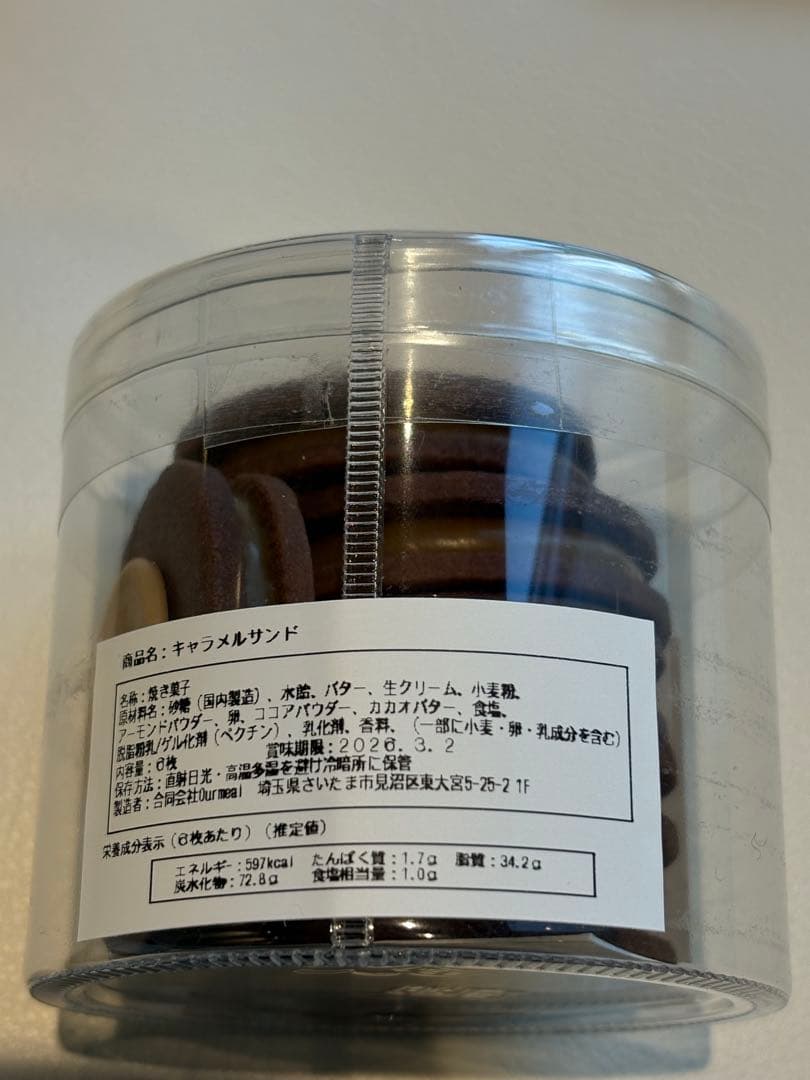 商品名：キャラメルサンド
名称：焼き菓子
原材料名：砂糖（国内製造）、水飴、バター、生クリーム、小麦粉、
アーモンドパウダー、卵、ココアパウダー、カカオバター、食塩、
脱脂粉乳/ゲル化剤（ペクチン）、乳化剤、香料、（一部に小麦・卵・乳成分を含む）
内容量：6枚 賞味期限：2026.3.2
保存方法：直射日光・高温多湿を避け冷暗所に保管
製造者：合同会社Ourmeal 埼玉県さいたま市見沼区東大宮5-25-2 1F
栄養成分表示（6枚あたり）（推定値）
エネルギー：597kcal たんぱく質：1.7g 脂質：34.2g
炭水化物：72.8g 食塩相当量：1.0g